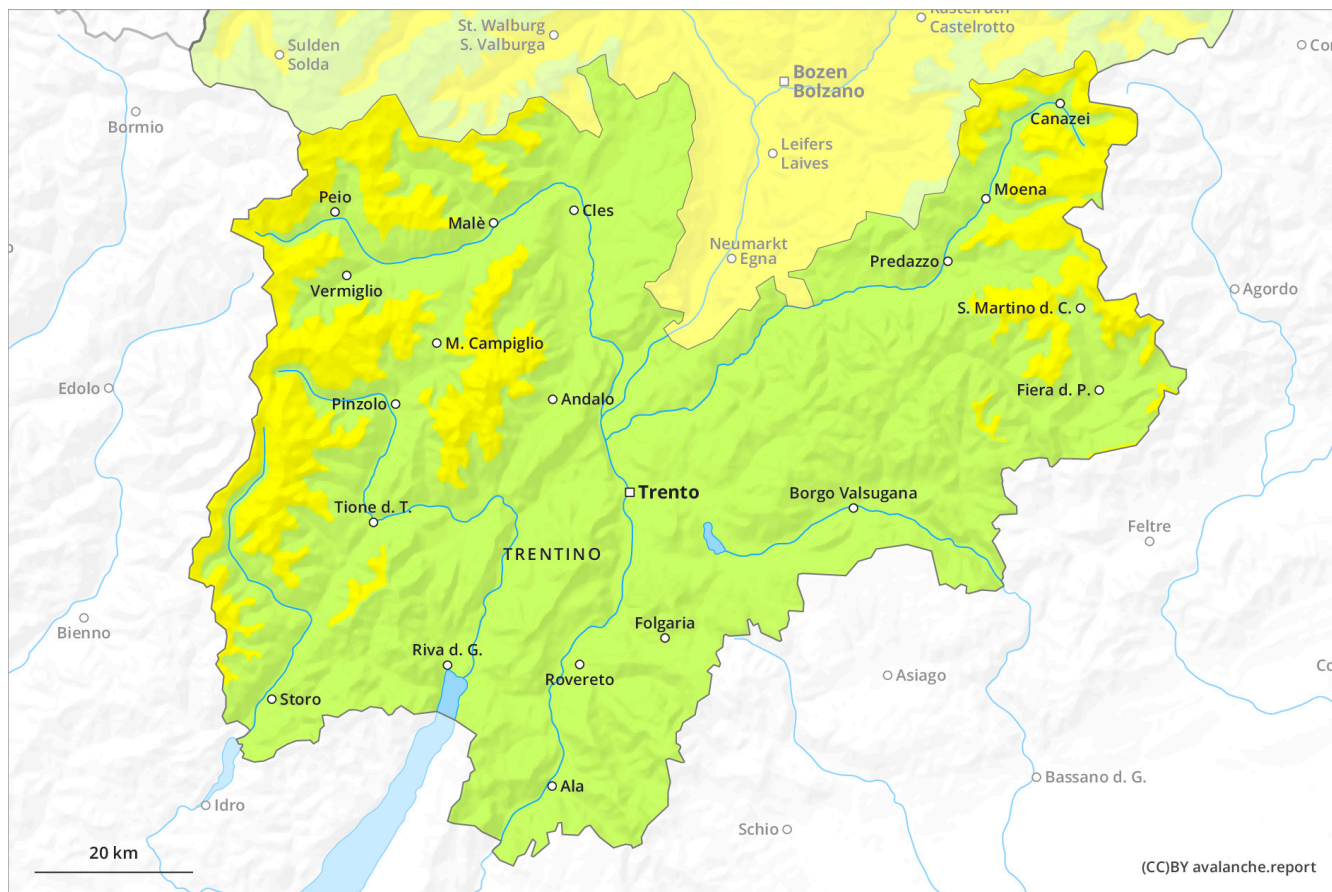 Kastelruth
Castelrotto
St. Walburg
S. Valburga
Sulden
Solda
Bozen
Bolzano
Bormio
Canazei
Leifers
Laives
Moena
Peio
Malè
Cles
Neumarkt
Egna
Predazzo
Vermiglio
Agordo
S. Martino d. C.
M. Campiglio
Edolo
Pinzolo
Andalo
Fiera d. P.
Trento
Borgo Valsugana
Tione d. T.
Feltre
TRENTINO
Bienno
Folgaria
Riva d. G.
Rovereto
Asiago
Storo
Ala
Bassano d. G.
Idro
Schio
20 km
(CC)BY avalanche.report